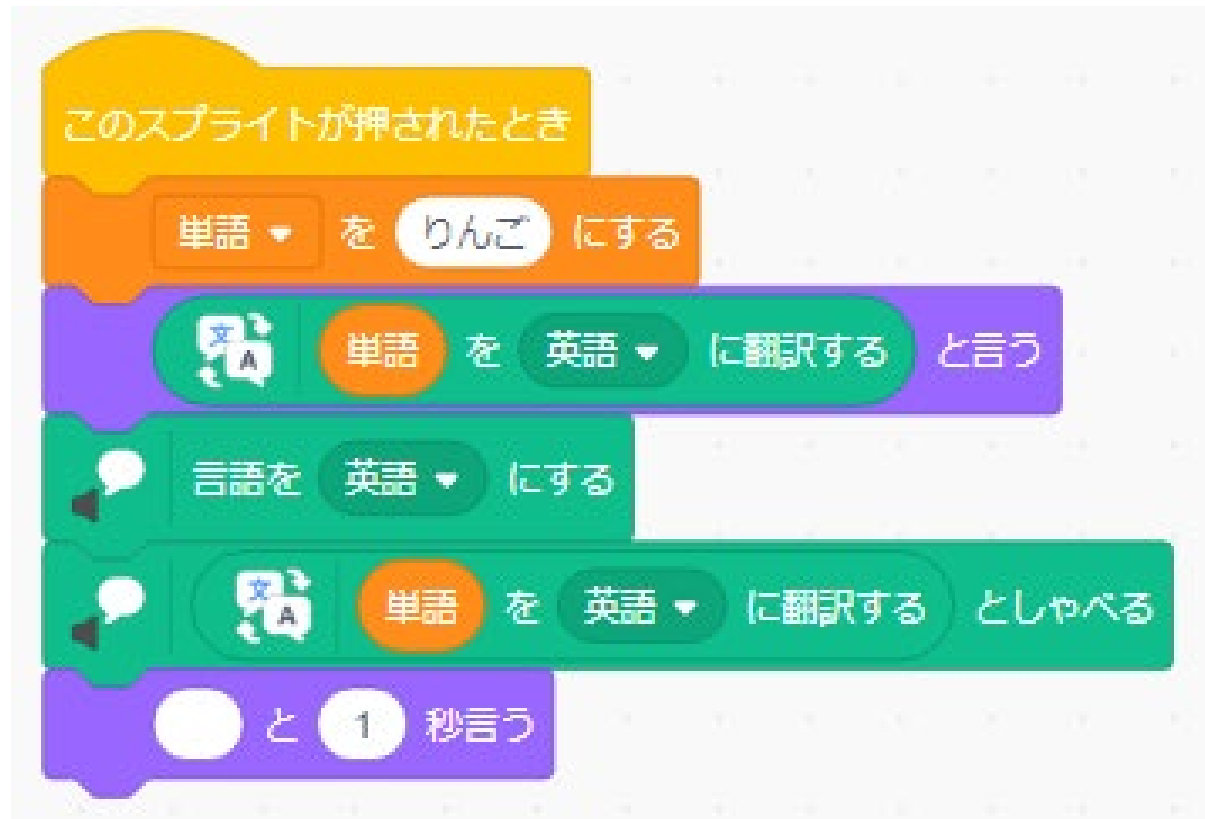 このスプライトが押されたとき
単語 を りんご にする
文 A 単語 を 英語 に翻訳する と言う
言語を 英語 にする
文 A 単語 を 英語 に翻訳する としゃべる
と 1 秒言う